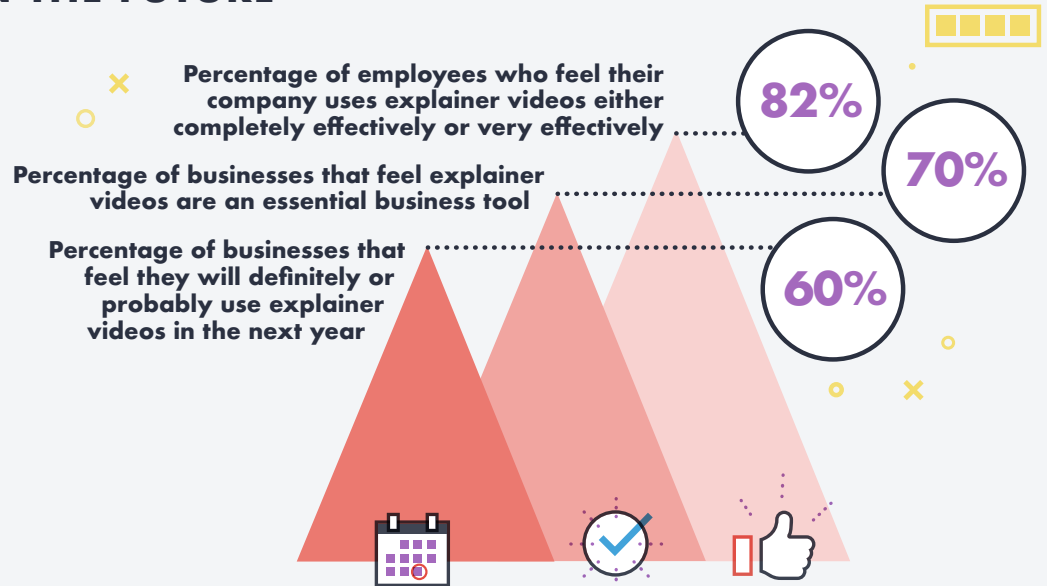 THE FUTURE
Percentage of employees who feel their
company uses explainer videos either
completely effectively or very effectively
82%
Percentage of businesses that feel explainer
videos are an essential business tool
70%
Percentage of businesses that
feel they will definitely or
probably use explainer
videos in the next year
60%